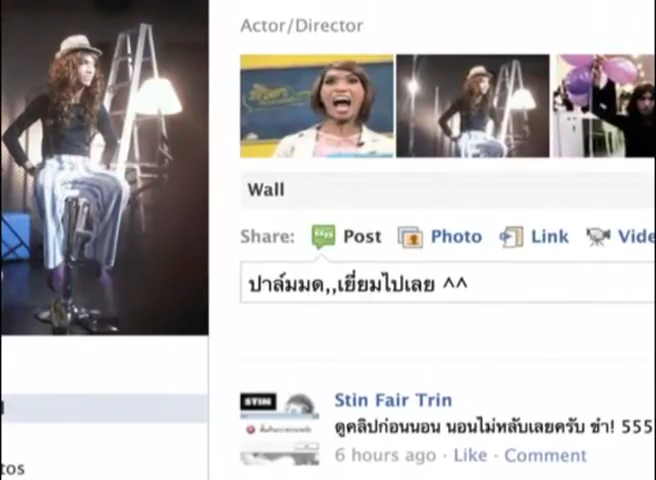 Actor/Director
Wall
Share: Post Photo Link
ปาล์มมด,,เยี่ยมไปเลย ^^
STIN
Stin Fair Trin
ดูคลิปก่อนนอน นอนไม่หลับเลยครับ ขำ! 555
6 hours ago · Like · Comment